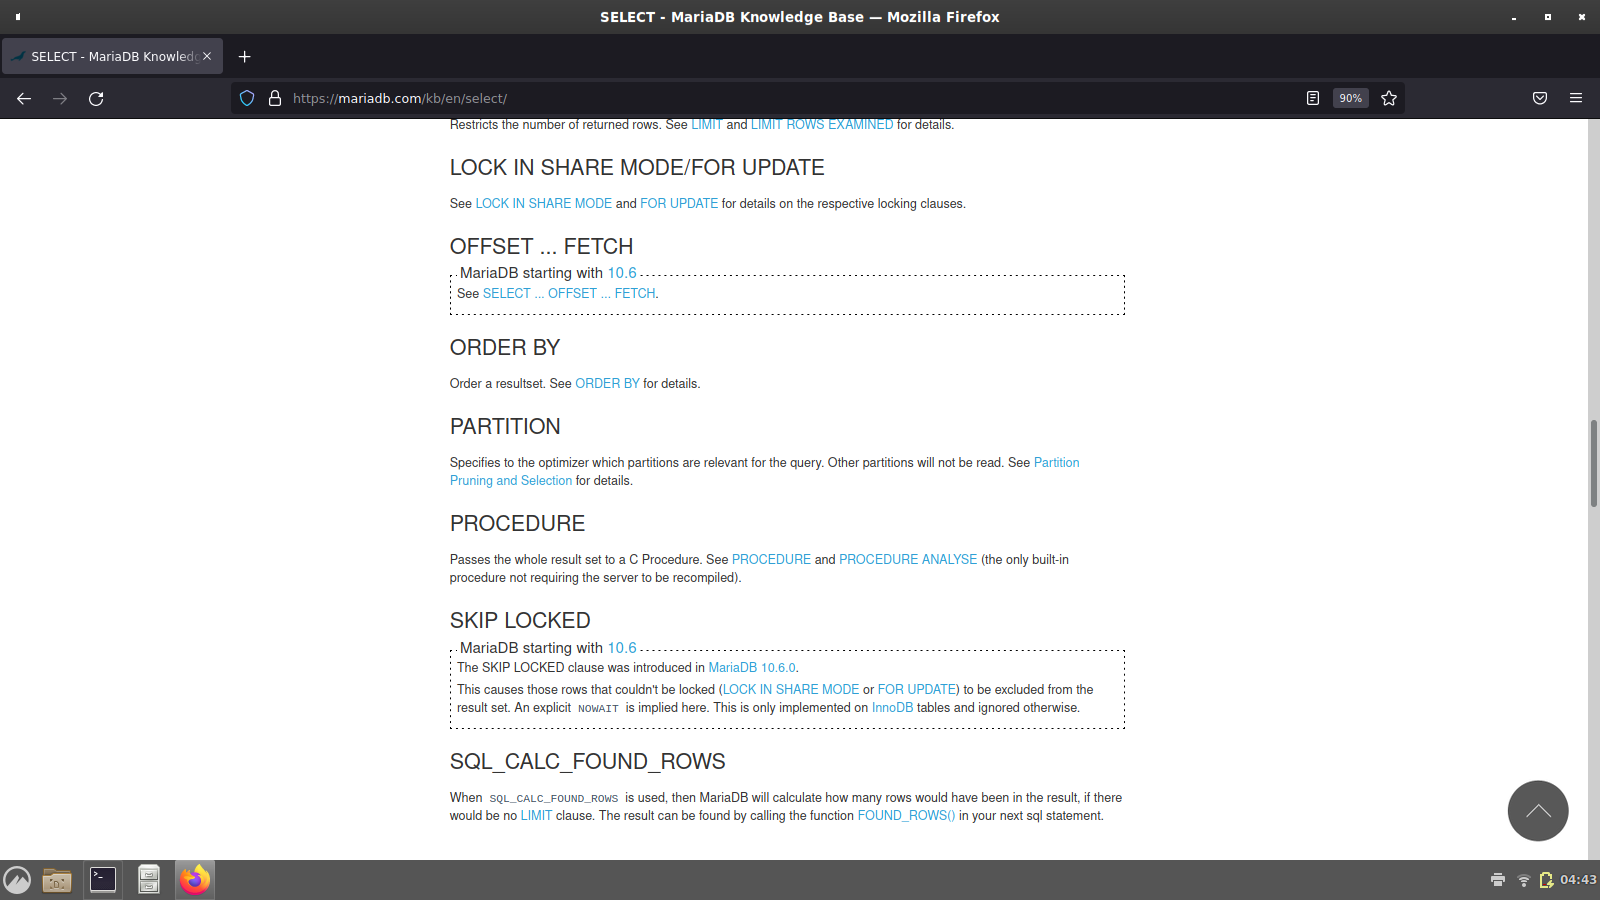 SELECT - MariaDB Knowledge Base — Mozilla Firefox
SELECT - MariaDB Knowledg
https://mariadb.com/kb/en/select/
90%
Restricts the number of returned rows. See LIMIT and LIMIT ROWS EXAMINED for details.
LOCK IN SHARE MODE/FOR UPDATE
See LOCK IN SHARE MODE and FOR UPDATE for details on the respective locking clauses.
OFFSET ... FETCH
MariaDB starting with 10.6
See SELECT ... OFFSET ... FETCH.
ORDER BY
Order a resultset. See ORDER BY for details.
PARTITION
Specifies to the optimizer which partitions are relevant for the query. Other partitions will not be read. See Partition
Pruning and Selection for details.
PROCEDURE
Passes the whole result set to a C Procedure. See PROCEDURE and PROCEDURE ANALYSE (the only built-in
procedure not requiring the server to be recompiled).
SKIP LOCKED
MariaDB starting with 10.6
The SKIP LOCKED clause was introduced in MariaDB 10.6.0.
This causes those rows that couldn't be locked (LOCK IN SHARE MODE or FOR UPDATE) to be excluded from the
result set. An explicit NOWAIT is implied here. This is only implemented on InnoDB tables and ignored otherwise.
SQL_CALC_FOUND_ROWS
When SQL_CALC_FOUND_ROWS is used, then MariaDB will calculate how many rows would have been in the result, if there
would be no LIMIT clause. The result can be found by calling the function FOUND_ROWS() in your next sql statement.
04:43